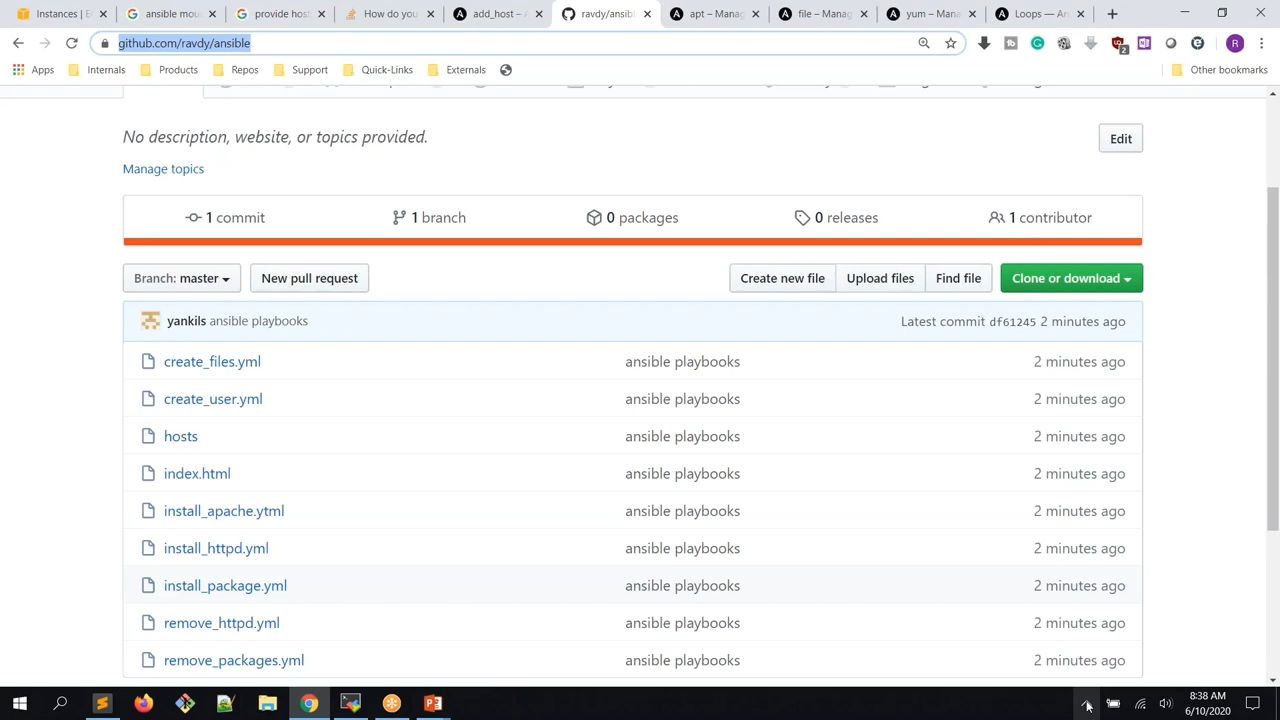 Instances | E
ansible mou
provide host
How do you
add_host – A
ravdy/ansibl
apt – Manag
file – Manag
yum – Mana
Loops — An
github.com/ravdy/ansible
2
R
Apps
Internals
Products
Repos
Support
Quick-Links
Externals
Other bookmarks
No description, website, or topics provided.
Edit
Manage topics
1 commit
1 branch
0 packages
0 releases
1 contributor
Branch: master
New pull request
Create new file
Upload files
Find file
Clone or download
yankils ansible playbooks
Latest commit df61245 2 minutes ago
create_files.yml ansible playbooks 2 minutes ago
create_user.yml ansible playbooks 2 minutes ago
hosts ansible playbooks 2 minutes ago
index.html ansible playbooks 2 minutes ago
install_apache.ytml ansible playbooks 2 minutes ago
install_httpd.yml ansible playbooks 2 minutes ago
install_package.yml ansible playbooks 2 minutes ago
remove_httpd.yml ansible playbooks 2 minutes ago
remove_packages.yml ansible playbooks 2 minutes ago
8:38 AM
6/10/2020